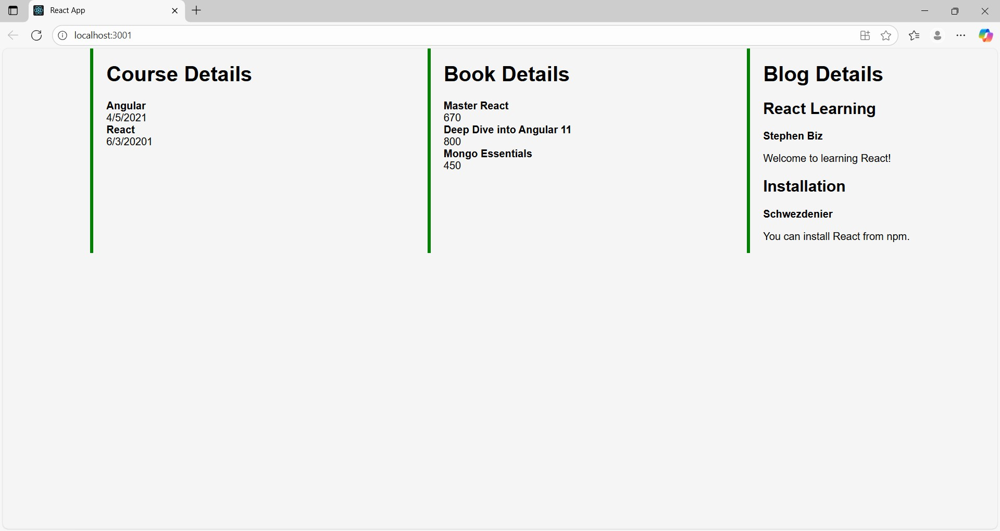 React App
localhost:3001
Course Details
Angular
4/5/2021
React
6/3/20201
Book Details
Master React
670
Deep Dive into Angular 11
800
Mongo Essentials
450
Blog Details
React Learning
Stephen Biz
Welcome to learning React!
Installation
Schwezdenier
You can install React from npm.